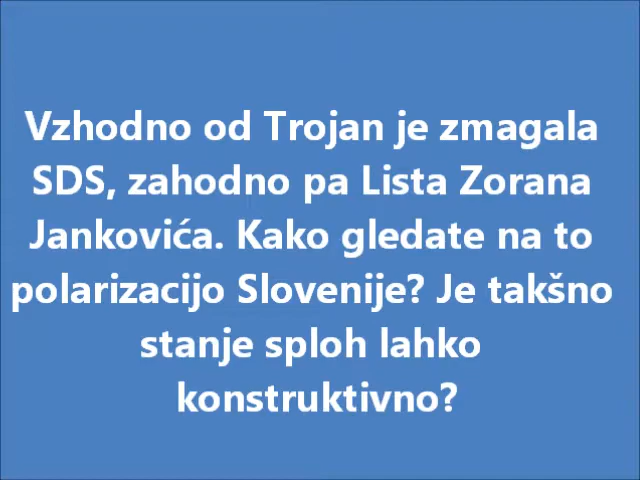 Vzhodno od Trojan je zmagala
SDS, zahodno pa Lista Zorana
Jankovića. Kako gledate na to
polarizacijo Slovenije? Je takšno
stanje sploh lahko
konstruktivno?